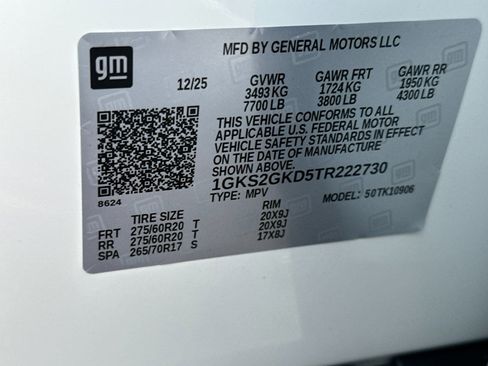 gm
MFD BY GENERAL MOTORS LLC
12/25 GVWR GAWR FRT GAWR RR
3493 KG 1724 KG 1950 KG
7700 LB 3800 LB 4300 LB
THIS VEHICLE CONFORMS TO ALL
APPLICABLE U.S. FEDERAL MOTOR
VEHICLE SAFETY STANDARDS IN EFFECT
ON THE DATE OF MANUFACTURE
SHOWN ABOVE.
1GKS2GKD5TR222730
TYPE: MPV MODEL: 50TK10906
8624
TIRE SIZE RIM
FRT 275/60R20 T 20X9J
RR 275/60R20 T 20X9J
SPA 265/70R17 S 17X8J